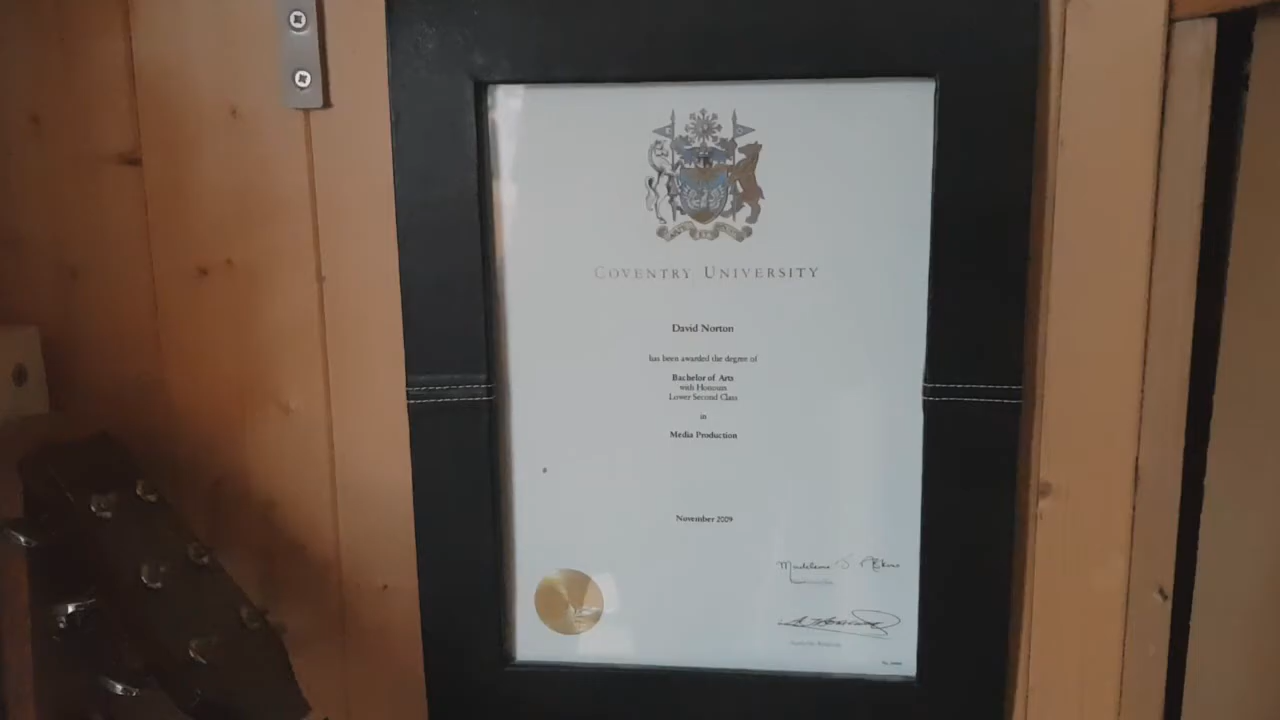 COVENTRY UNIVERSITY
David Norton
has been awarded the degree of
Bachelor of Arts
with Honours
Lower Second Class
in
Media Production
November 2009